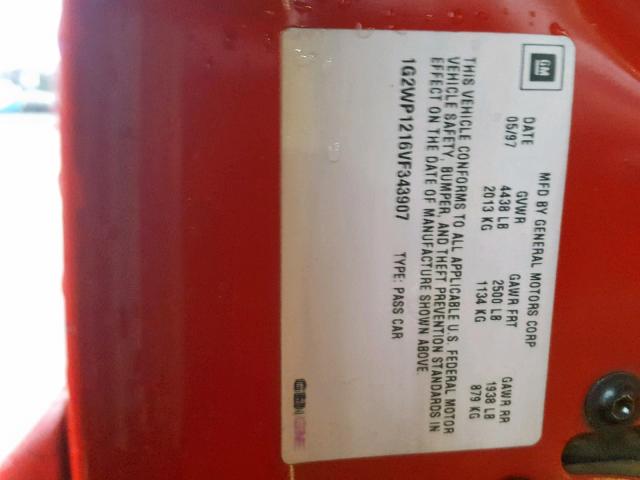 GM
MFD BY GENERAL MOTORS CORP
DATE GVWR GAWR FRT GAWR RR
05/97 4438 LB 2500 LB 1938 LB
2013 KG 1134 KG 879 KG
THIS VEHICLE CONFORMS TO ALL APPLICABLE U.S. FEDERAL MOTOR
VEHICLE SAFETY, BUMPER, AND THEFT PREVENTION STANDARDS IN
EFFECT ON THE DATE OF MANUFACTURE SHOWN ABOVE.
1G2WP1216VF343907 TYPE: PASS CAR